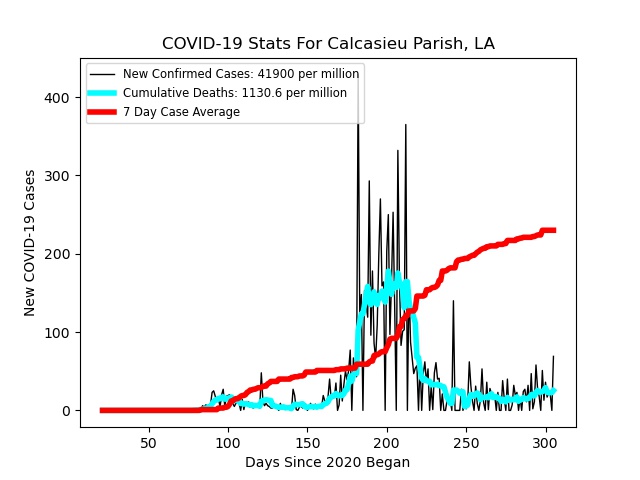 COVID-19 Stats For Calcasieu Parish, LA
New Confirmed Cases: 41900 per million
Cumulative Deaths: 1130.6 per million
7 Day Case Average
New COVID-19 Cases
400
300
200
100
0
50 100 150 200 250 300
Days Since 2020 Began